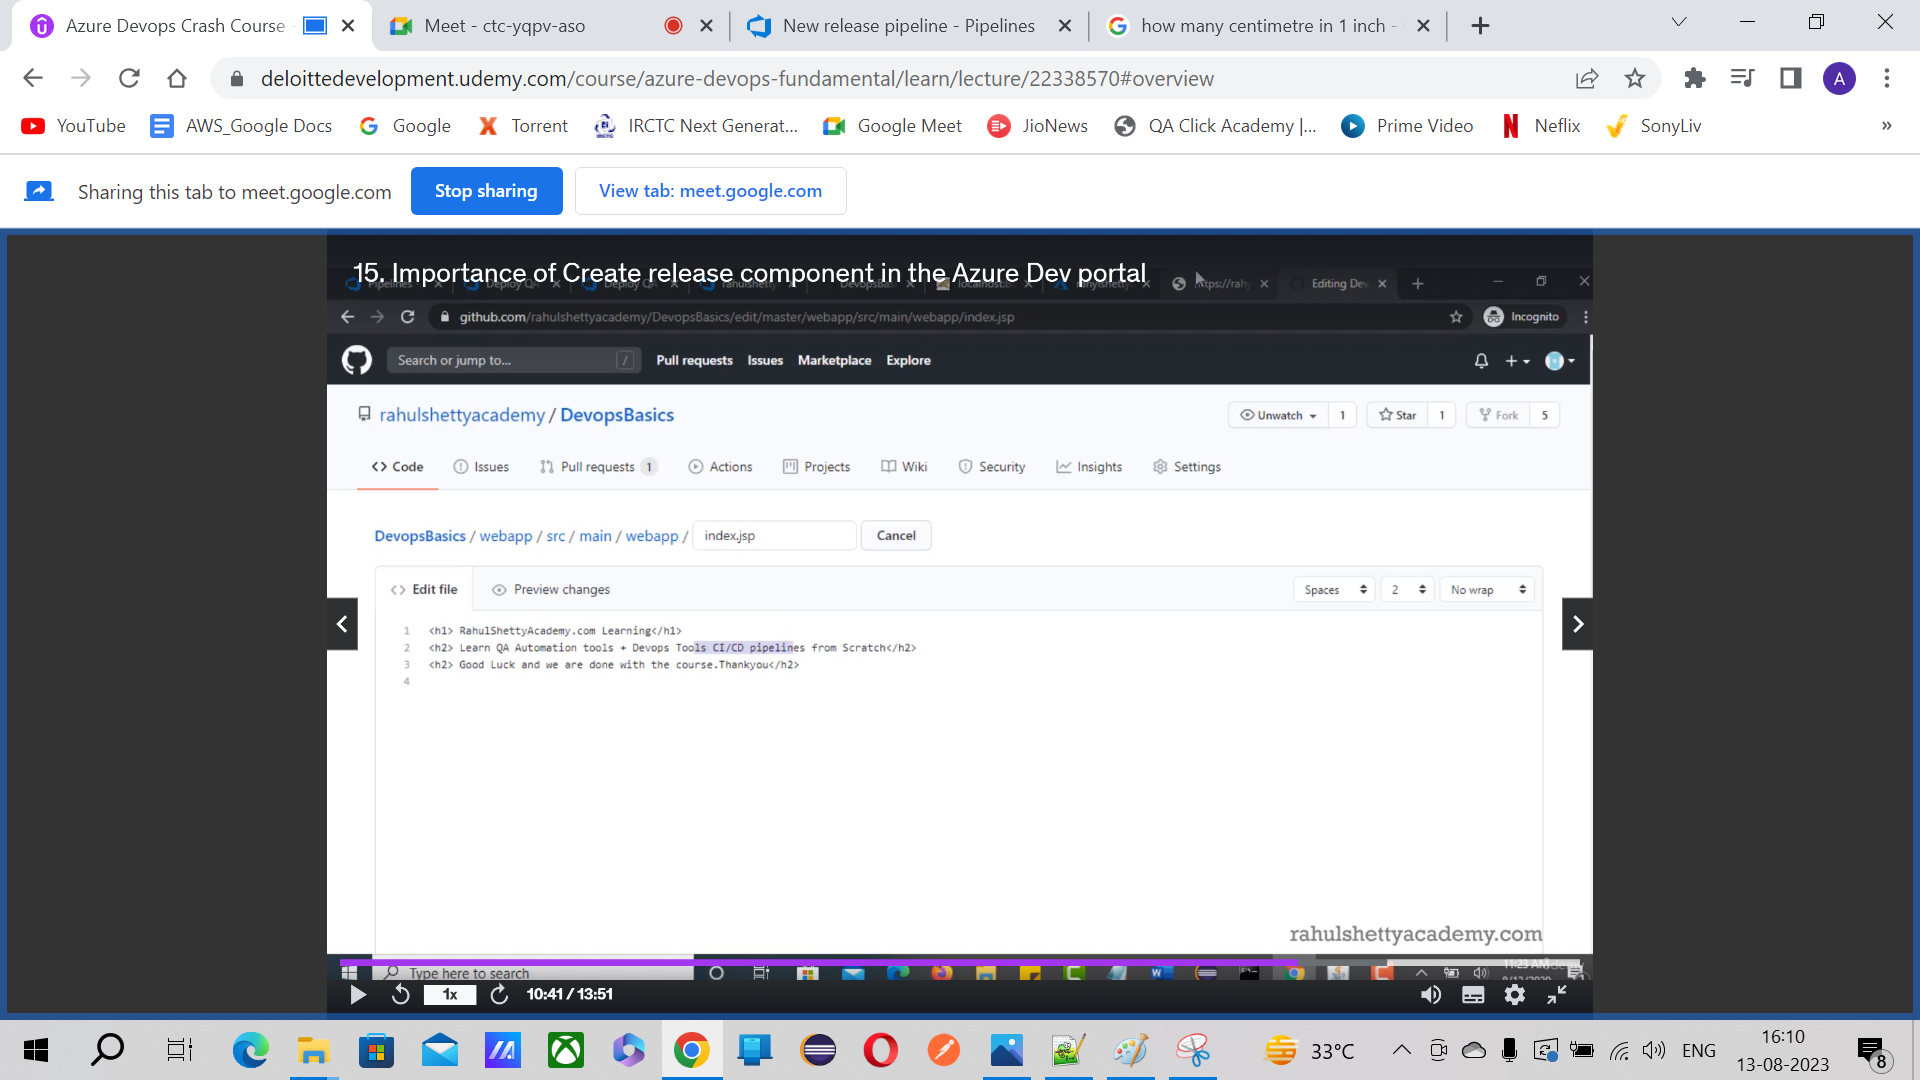 Azure Devops Crash Course
Meet - ctc-yqpv-aso
New release pipeline - Pipelines
how many centimetre in 1 inch -
deloittedevelopment.udemy.com/course/azure-devops-fundamental/learn/lecture/22338570#overview
A
YouTube
AWS_Google Docs
Google
Torrent
IRCTC Next Generat...
Google Meet
JioNews
QA Click Academy |...
Prime Video
Neflix
SonyLiv
»
Sharing this tab to meet.google.com
Stop sharing
View tab: meet.google.com
15. Importance of Create release component in the Azure Dev portal
Editing De
github.com/rahulshettyacademy/DevopsBasics/edit/master/webapp/src/main/webapp/index.jsp
Incognito
Search or jump to...
/
Pull requests
Issues
Marketplace
Explore
rahulshettyacademy / DevopsBasics
Unwatch 1
Star 1
Fork 5
<> Code
Issues
Pull requests 1
Actions
Projects
Wiki
Security
Insights
Settings
DevopsBasics / webapp / src / main / webapp / index.jsp
Cancel
<> Edit file
Preview changes
Spaces
2
No wrap
1 <h1> RahulShettyAcademy.com Learning</h1>
2 <h2> Learn QA Automation tools + Devops Tools CI/CD pipelines from Scratch</h2>
3 <h2> Good Luck and we are done with the course.Thankyou</h2>
4
rahulshettyacademy.com
Type here to search
1x
10:41 / 13:51
33°C
ENG
16:10
13-08-2023
8